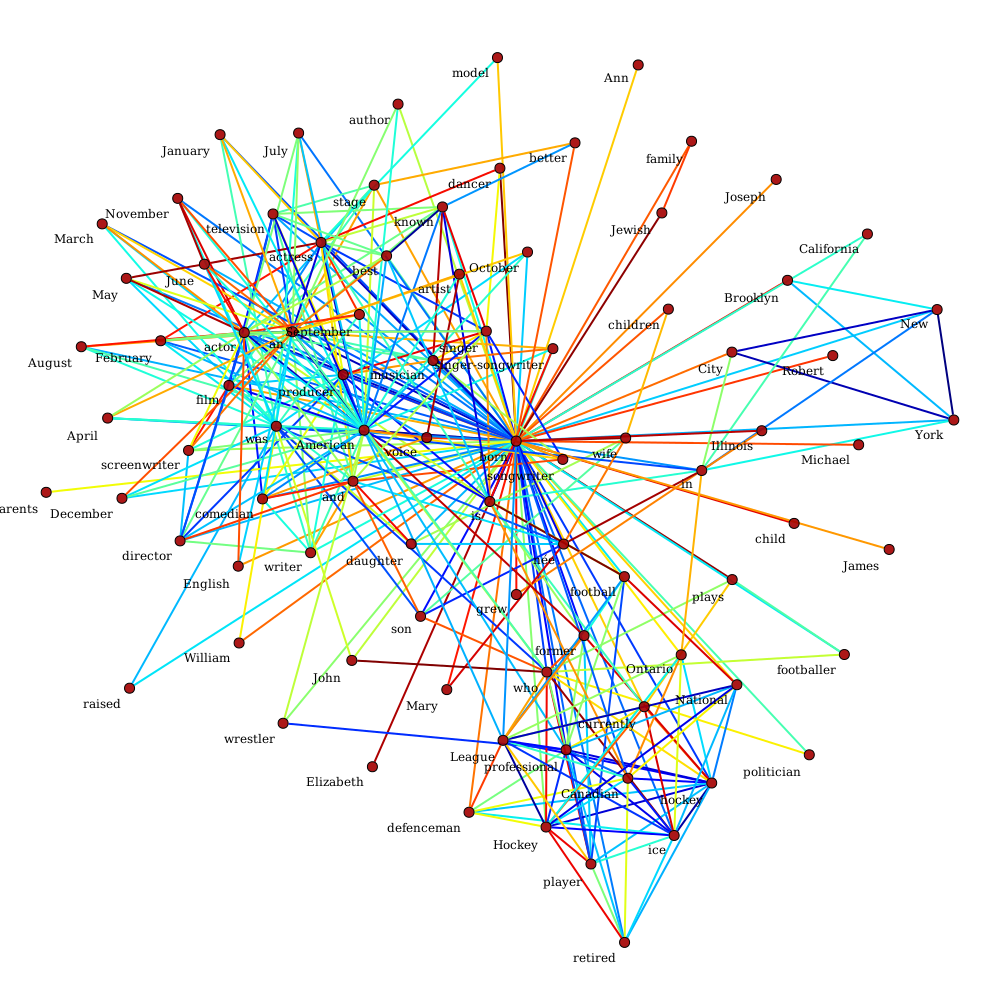 model
Ann
author
January
July
better
family
dancer
stage
Joseph
November
known
television
Jewish
March
California
actress
best
October
June
artist
May
Brooklyn
children
New
September
actor
an
singer
February
August
singer-songwriter
City
Robert
musician
producer
film
April
was
American
voice
born
wife
Illinois
York
screenwriter
Michael
songwriter
in
and
arents
December
comedian
is
child
director
daughter
nee
James
English
writer
football
plays
grew
son
former
William
Ontario
footballer
John
who
National
raised
Mary
currently
wrestler
League
professional
politician
Elizabeth
Canadian
hockey
defenceman
Hockey
ice
player
retired